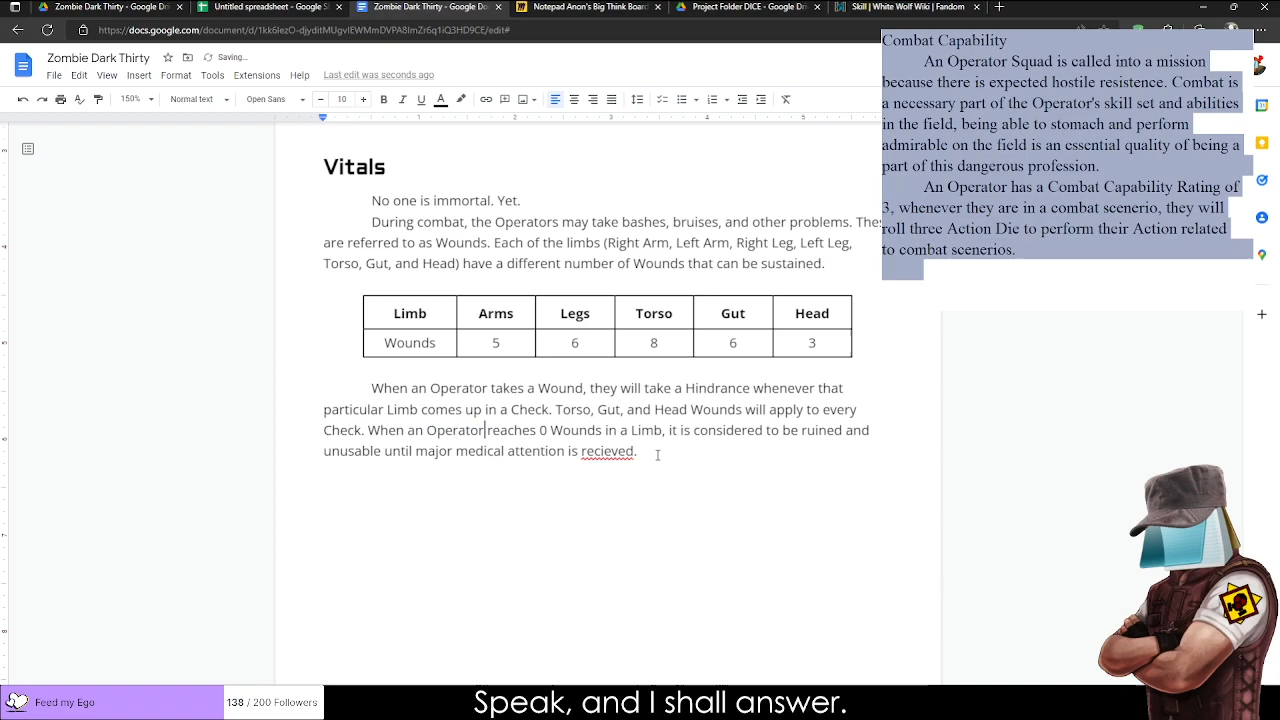 Untitled spreadsheet - Goo
Zombie Dark Thirty - Google Do
Notepad Anon's Big Think Board
Project Folder DICE - Google Dri
Skill | The Wolf Wiki | Fandom
https://docs.google.com/document/d/1kk6lezO-djyditMUgvIEWMmDVPA8ImZr6q1iQ3HD9CE/edit#
Zombie Dark Thirty
Saving...
File Edit View Insert Format Tools Extensions Help Last edit was seconds ago
150% Normal text Open Sans 10
1 2 3 4 5
Vitals
No one is immortal. Yet.
During combat, the Operators may take bashes, bruises, and other problems. Thes
are referred to as Wounds. Each of the limbs (Right Arm, Left Arm, Right Leg, Left Leg,
Torso, Gut, and Head) have a different number of Wounds that can be sustained.
Limb Arms Legs Torso Gut Head
Wounds 5 6 8 6 3
When an Operator takes a Wound, they will take a Hindrance whenever that
particular Limb comes up in a Check. Torso, Gut, and Head Wounds will apply to every
Check. When an Operator reaches 0 Wounds in a Limb, it is considered to be ruined and
unusable until major medical attention is recieved.
Combat Capability
An Operator Squad is called into a mission
because there is expected Hostile resistance. Combat is
a necessary part of the Operator's skill set and abilities
in the field, being able to stomach and perform
admirable on the field is an essential quality of being a
part of this dangerous profession.
An Operator has a Combat Capability Rating of
3, whenever they are in a combat scenerio, they will
roll three Action Die to perform their Action related
to combat scenerios.
Feed my Ego
138 / 200 Followers
Speak, and I shall answer.